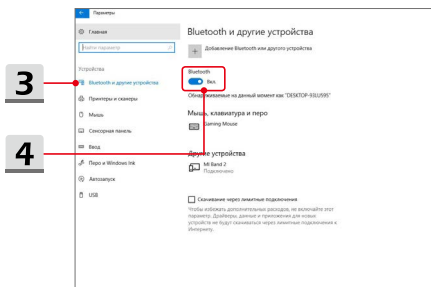 Параметры
Главная
Найти параметр
Устройства
Bluetooth и другие устройства
Принтеры и сканеры
Мышь
Сенсорная панель
Ввод
Перо и Windows Ink
Автозапуск
USB
3
4
Bluetooth и другие устройства
Добавление Bluetooth или другого устройства
Bluetooth
Вкл.
Обнаруживаемые на данный момент как "DESKTOP-93LUS95"
Мышь, клавиатура и перо
Gaming Mouse
Другие устройства
MI Band 2
Подключено
Скачивание через лимитные подключения
Чтобы избежать дополнительных расходов, не включайте этот
параметр. Драйверы, данные и приложения для новых
устройств не будут скачиваться через лимитные подключения к
Интернету.